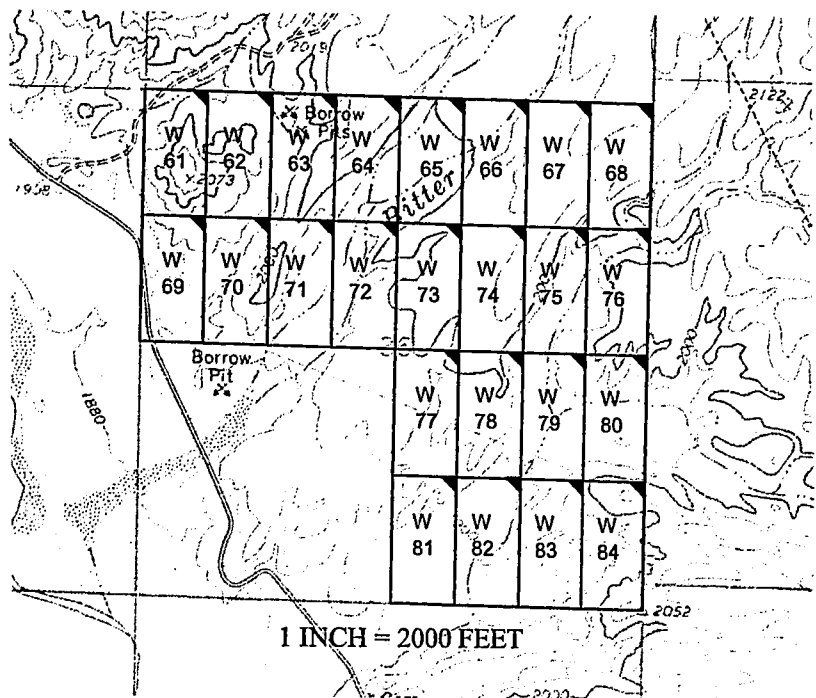 2019
2122
Borrow
Pits
W 61
W 62
W 63
W 64
W 65
W 66
W 67
W 68
×2073
1958
Bitter
W 69
W 70
W 71
W 72
W 73
W 74
W 75
W 76
2000
Borrow
Pit
1880
W 77
W 78
W 79
W 80
W 81
W 82
W 83
W 84
2052
1 INCH = 2000 FEET
2000